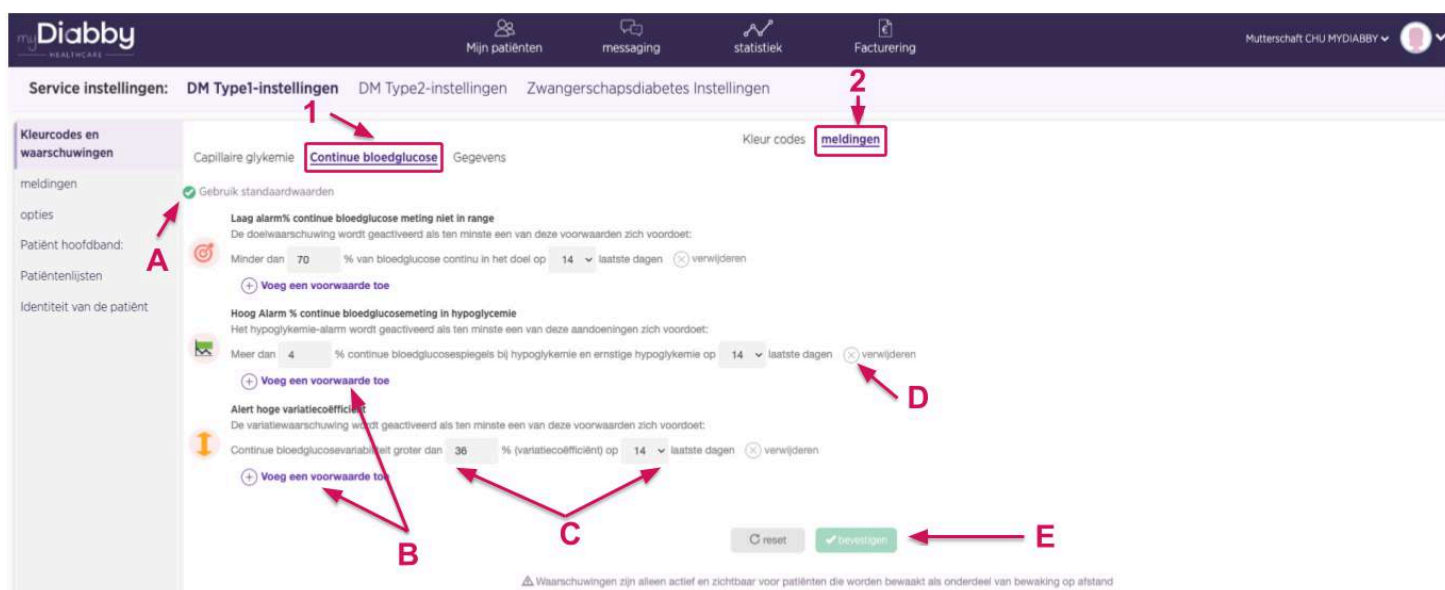 myDiabby
HEALTHCARE
Mijn patiënten messaging statistiek Facturering
Mutterschaft CHU MYDIABBY
Service instellingen: DM Type1-instellingen DM Type2-instellingen Zwangerschapsdiabetes Instellingen
1
2
Kleurcodes en
waarschuwingen
meldingen
opties
Patiënt hoofdband:
Patiëntenlijsten
Identiteit van de patiënt
Kleur codes meldingen
Capillaire glykemie Continue bloedglucose Gegevens
Gebruik standaardwaarden
A
Laag alarm% continue bloedglucose meting niet in range
De doelwaarschuwing wordt geactiveerd als ten minste een van deze voorwaarden zich voordoet:
Minder dan 70 % van bloedglucose continu in het doel op 14 laatste dagen verwijderen
Voeg een voorwaarde toe
Hoog Alarm % continue bloedglucosemeting in hypoglycemie
Het hypoglykemie-alarm wordt geactiveerd als ten minste een van deze aandoeningen zich voordoet:
Meer dan 4 % continue bloedglucosespiegels bij hypoglykemie en ernstige hypoglykemie op 14 laatste dagen verwijderen
Voeg een voorwaarde toe
D
Alert hoge variatiecoëfficiënt
De variatiewaarschuwing wordt geactiveerd als ten minste een van deze voorwaarden zich voordoet:
Continue bloedglucosevariabiliteit groter dan 36 % (variatiecoëfficiënt) op 14 laatste dagen verwijderen
Voeg een voorwaarde toe
B
C
reset bevestigen
E
Waarschuwingen zijn alleen actief en zichtbaar voor patiënten die worden bewaakt als onderdeel van bewaking op afstand